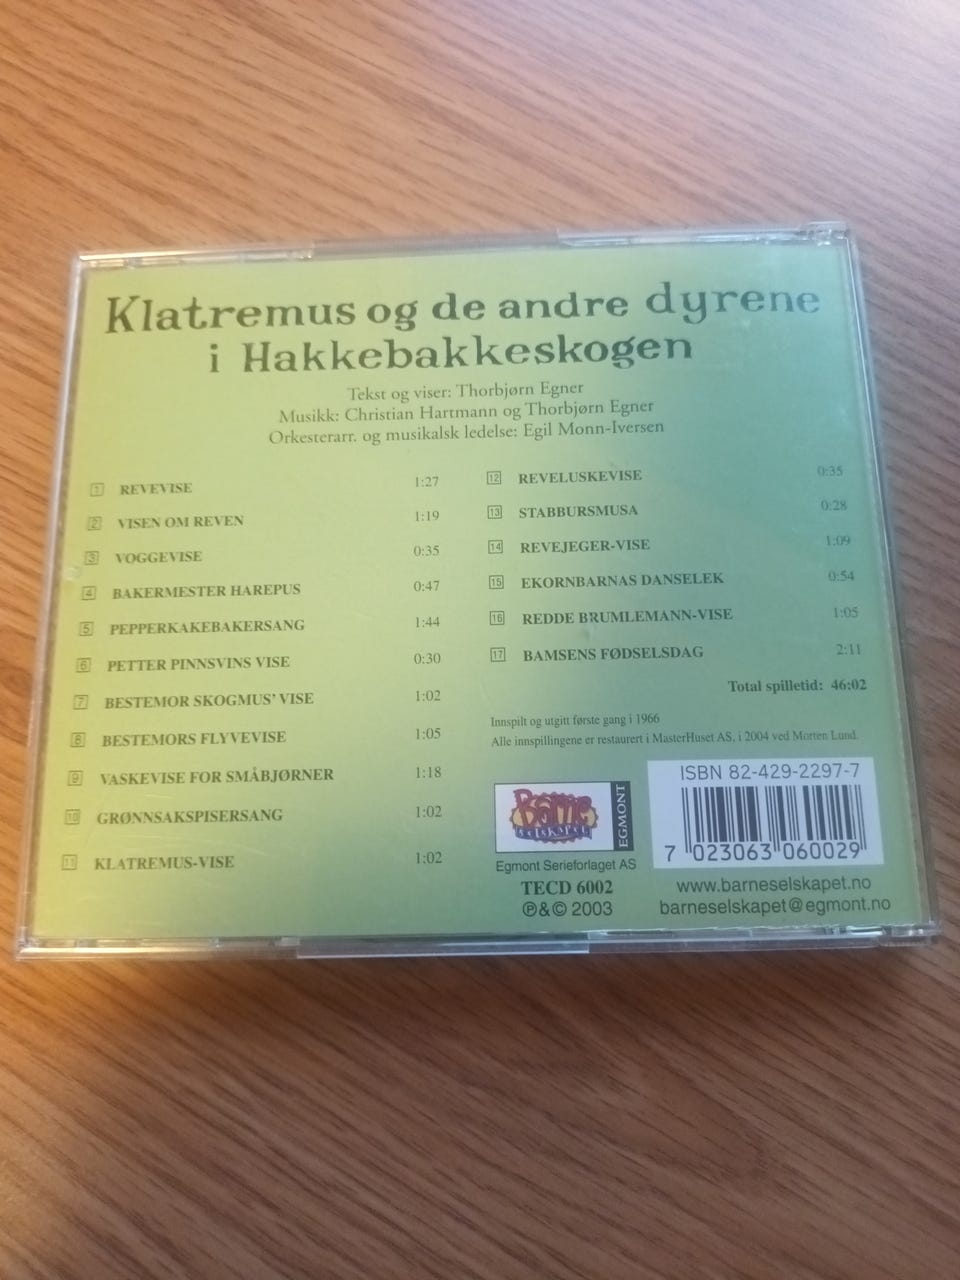 Klatremus og de andre dyrene
i Hakkebakkeskogen
Tekst og viser: Thorbjørn Egner
Musikk: Christian Hartmann og Thorbjørn Egner
Orkesterarr. og musikalsk ledelse: Egil Monn-Iversen
1 REVEVISE 1:27
2 VISEN OM REVEN 1:19
3 VOGGEVISE 0:35
4 BAKERMESTER HAREPUS 0:47
5 PEPPERKAKEBAKERSANG 1:44
6 PETTER PINNSVINS VISE 0:30
7 BESTEMOR SKOGMUS' VISE 1:02
8 BESTEMORS FLYVEVISE 1:05
9 VASKEVISE FOR SMÅBJØRNER 1:18
10 GRØNNSAKSPISERSANG 1:02
11 KLATREMUS-VISE 1:02
12 REVELUSKEVISE 0:35
13 STABBURSMUSA 0:28
14 REVEJEGER-VISE 1:09
15 EKORNBARNAS DANSELEK 0:54
16 REDDE BRUMLEMANN-VISE 1:05
17 BAMSENS FØDSELSDAG 2:11
Total spilletid: 46:02
Innspilt og utgitt første gang i 1966
Alle innspillingene er restaurert i MasterHuset AS, i 2004 ved Morten Lund.
Barne
selskapet
EGMONT
Egmont Serieforlaget AS
TECD 6002
℗&© 2003
ISBN 82-429-2297-7
7 023063 060029
www.barneselskapet.no
barneselskapet@egmont.no